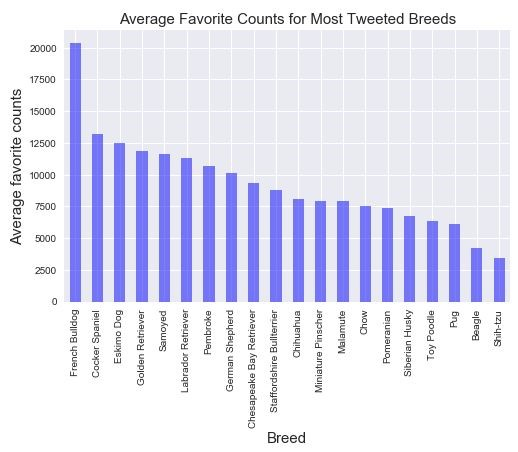 Average Favorite Counts for Most Tweeted Breeds
Average favorite counts
20000
17500
15000
12500
10000
7500
5000
2500
0
French Bulldog
Cocker Spaniel
Eskimo Dog
Golden Retriever
Samoyed
Labrador Retriever
Pembroke
German Shepherd
Chesapeake Bay Retriever
Staffordshire Bullterrier
Chihuahua
Miniature Pinscher
Malamute
Chow
Pomeranian
Siberian Husky
Toy Poodle
Pug
Beagle
Shih-tzu
Breed